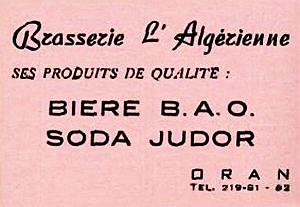 Brasserie L'Algérienne
SES PRODUITS DE QUALITÉ :
BIERE B.A.O.
SODA JUDOR
ORAN
TEL. 219-81 - 82